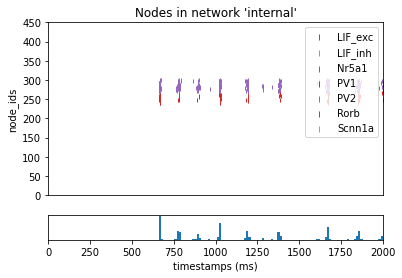 Nodes in network 'internal'
450
400
350
300
250
200
150
100
50
0
node_ids
LIF_exc
LIF_inh
Nr5a1
PV1
PV2
Rorb
Scnn1a
0
250
500
750
1000
1250
1500
1750
2000
timestamps (ms)